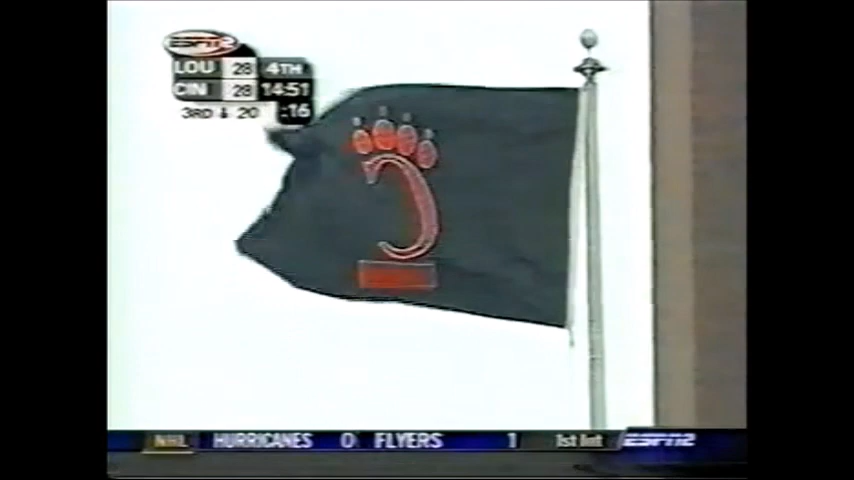 ESPN2
LOU 28 4TH
CIN 28 14:51
3RD & 20 :16
C
NHL HURRICANES 0 FLYERS 1 1st Int ESPN2